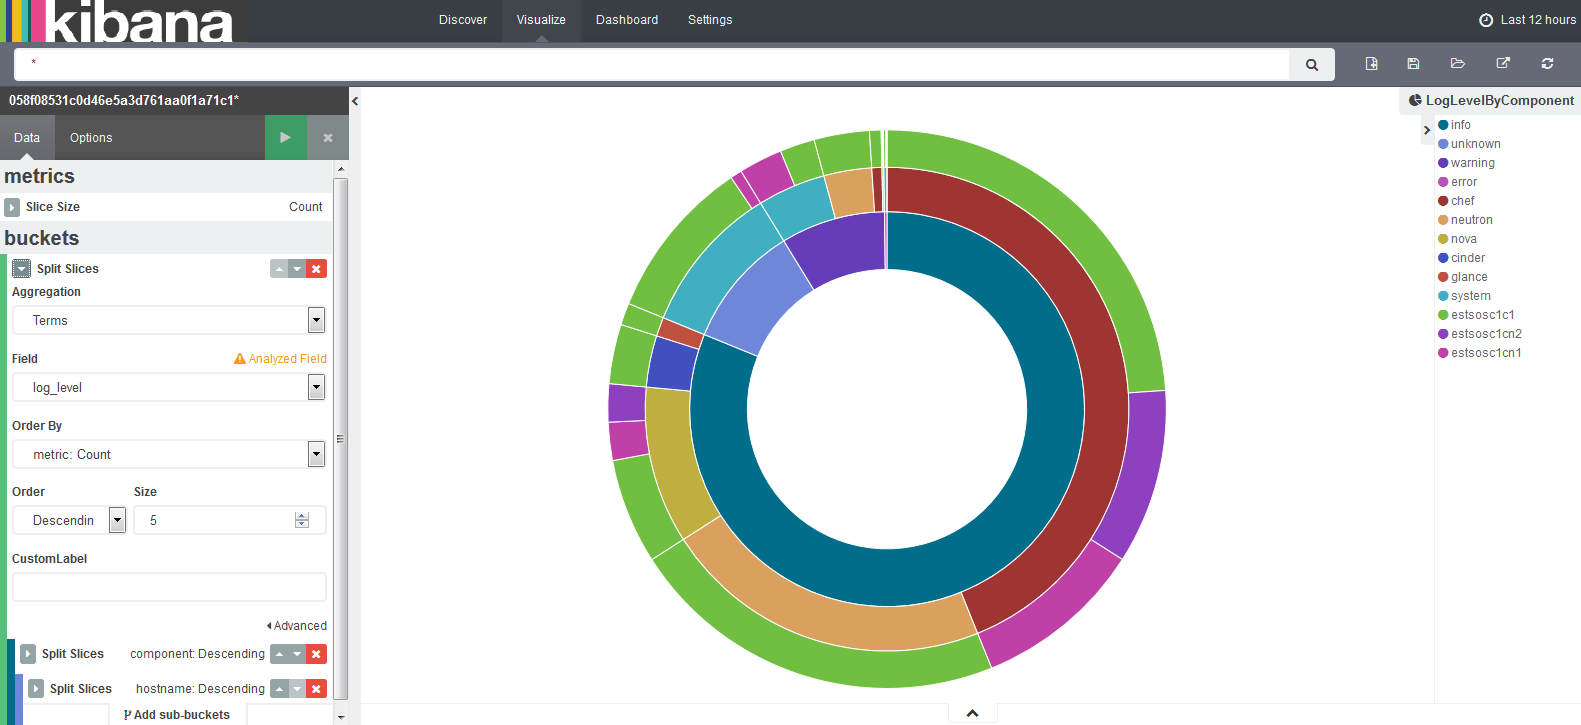 kibana
Discover
Visualize
Dashboard
Settings
Last 12 hours
*
058f08531c0d46e5a3d761aa0f1a71c1*
Data
Options
metrics
Slice Size
Count
buckets
Split Slices
Aggregation
Terms
Field
Analyzed Field
log_level
Order By
metric: Count
Order
Size
Descendin
5
CustomLabel
Advanced
Split Slices
component: Descending
Split Slices
hostname: Descending
Add sub-buckets
LogLevelByComponent
info
unknown
warning
error
chef
neutron
nova
cinder
glance
system
estsosc1c1
estsosc1cn2
estsosc1cn1